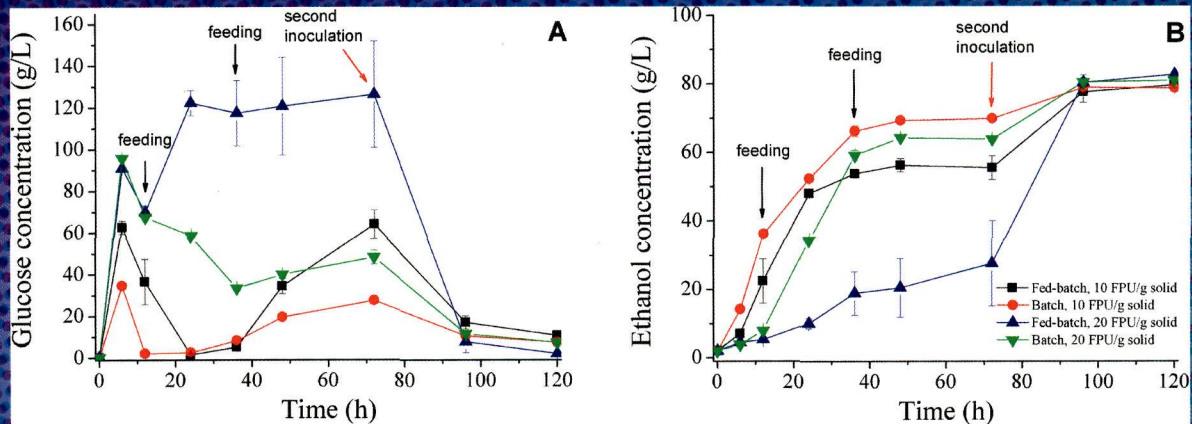 A
Glucose concentration (g/L)
160
140
120
100
80
60
40
20
0
0 20 40 60 80 100 120
Time (h)
feeding
feeding
second
inoculation
B
Ethanol concentration (g/L)
100
80
60
40
20
0
0 20 40 60 80 100 120
Time (h)
feeding
feeding
second
inoculation
Fed-batch, 10 FPU/g solid
Batch, 10 FPU/g solid
Fed-batch, 20 FPU/g solid
Batch, 20 FPU/g solid